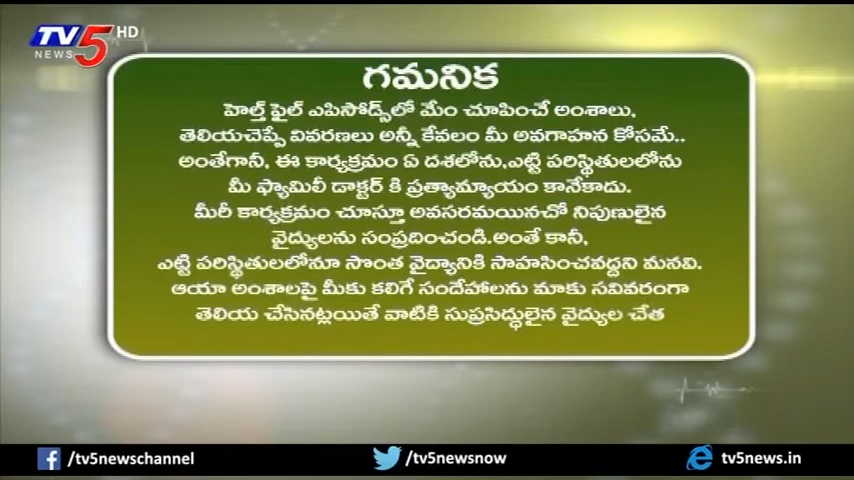 TV5 HD
NEWS
గమనిక
హెల్త్ ఫైల్ ఎపిసోడ్స్‌లో మేం చూపించే అంశాలు,
తెలియచెప్పే వివరణలు అన్నీ కేవలం మీ అవగాహన కోసమే..
అంతేగానీ, ఈ కార్యక్రమం ఏ దశలోను,ఎట్టి పరిస్థితులలోను
మీ ఫ్యామిలీ డాక్టర్ కి ప్రత్యామ్యాయం కానేకాదు.
మీరీ కార్యక్రమం చూస్తూ అవసరమయినచో నిపుణులైన
వైద్యులను సంప్రదించండి.అంతే కానీ,
ఎట్టి పరిస్థితులలోనూ సొంత వైద్యానికి సాహసించవద్దని మనవి.
ఆయా అంశాలపై మీకు కలిగే సందేహాలను మాకు సవివరంగా
తెలియ చేసినట్లయితే వాటికి సుప్రసిద్ధులైన వైద్యుల చేత
/tv5newschannel /tv5newsnow tv5news.in